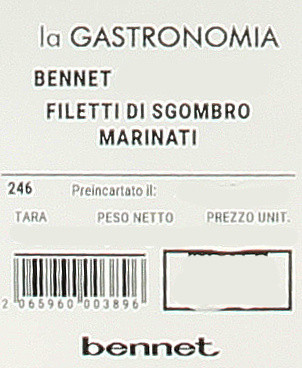 la GASTRONOMIA
BENNET
FILETTI DI SGOMBRO
MARINATI
246 Preincartato il:
TARA PESO NETTO PREZZO UNIT.
2 065960 003896
bennet